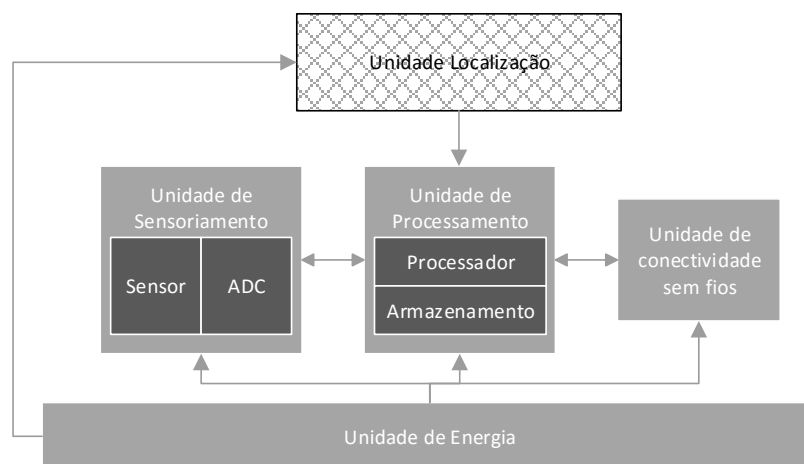 Unidade Localização
Unidade de
Sensoriamento
Sensor
ADC
Unidade de
Processamento
Processador
Armazenamento
Unidade de
conectividade
sem fios
Unidade de Energia